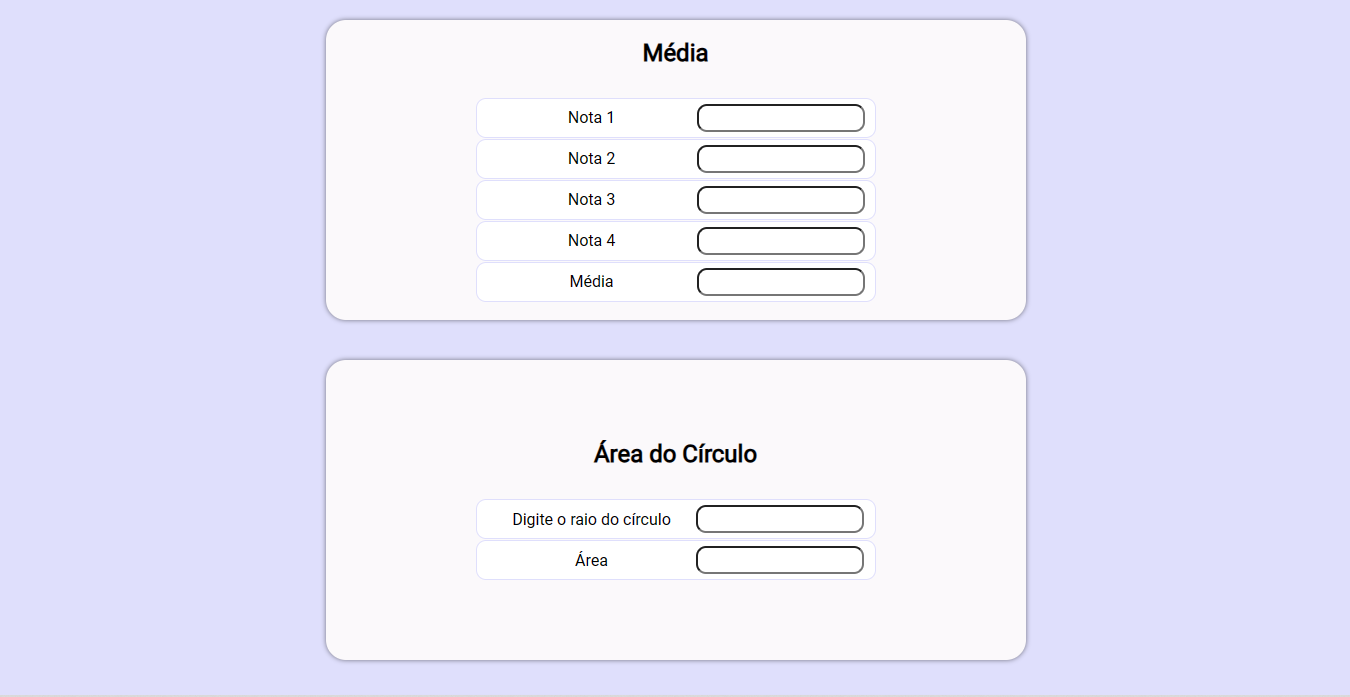 Média
Nota 1
Nota 2
Nota 3
Nota 4
Média
Área do Círculo
Digite o raio do círculo
Área